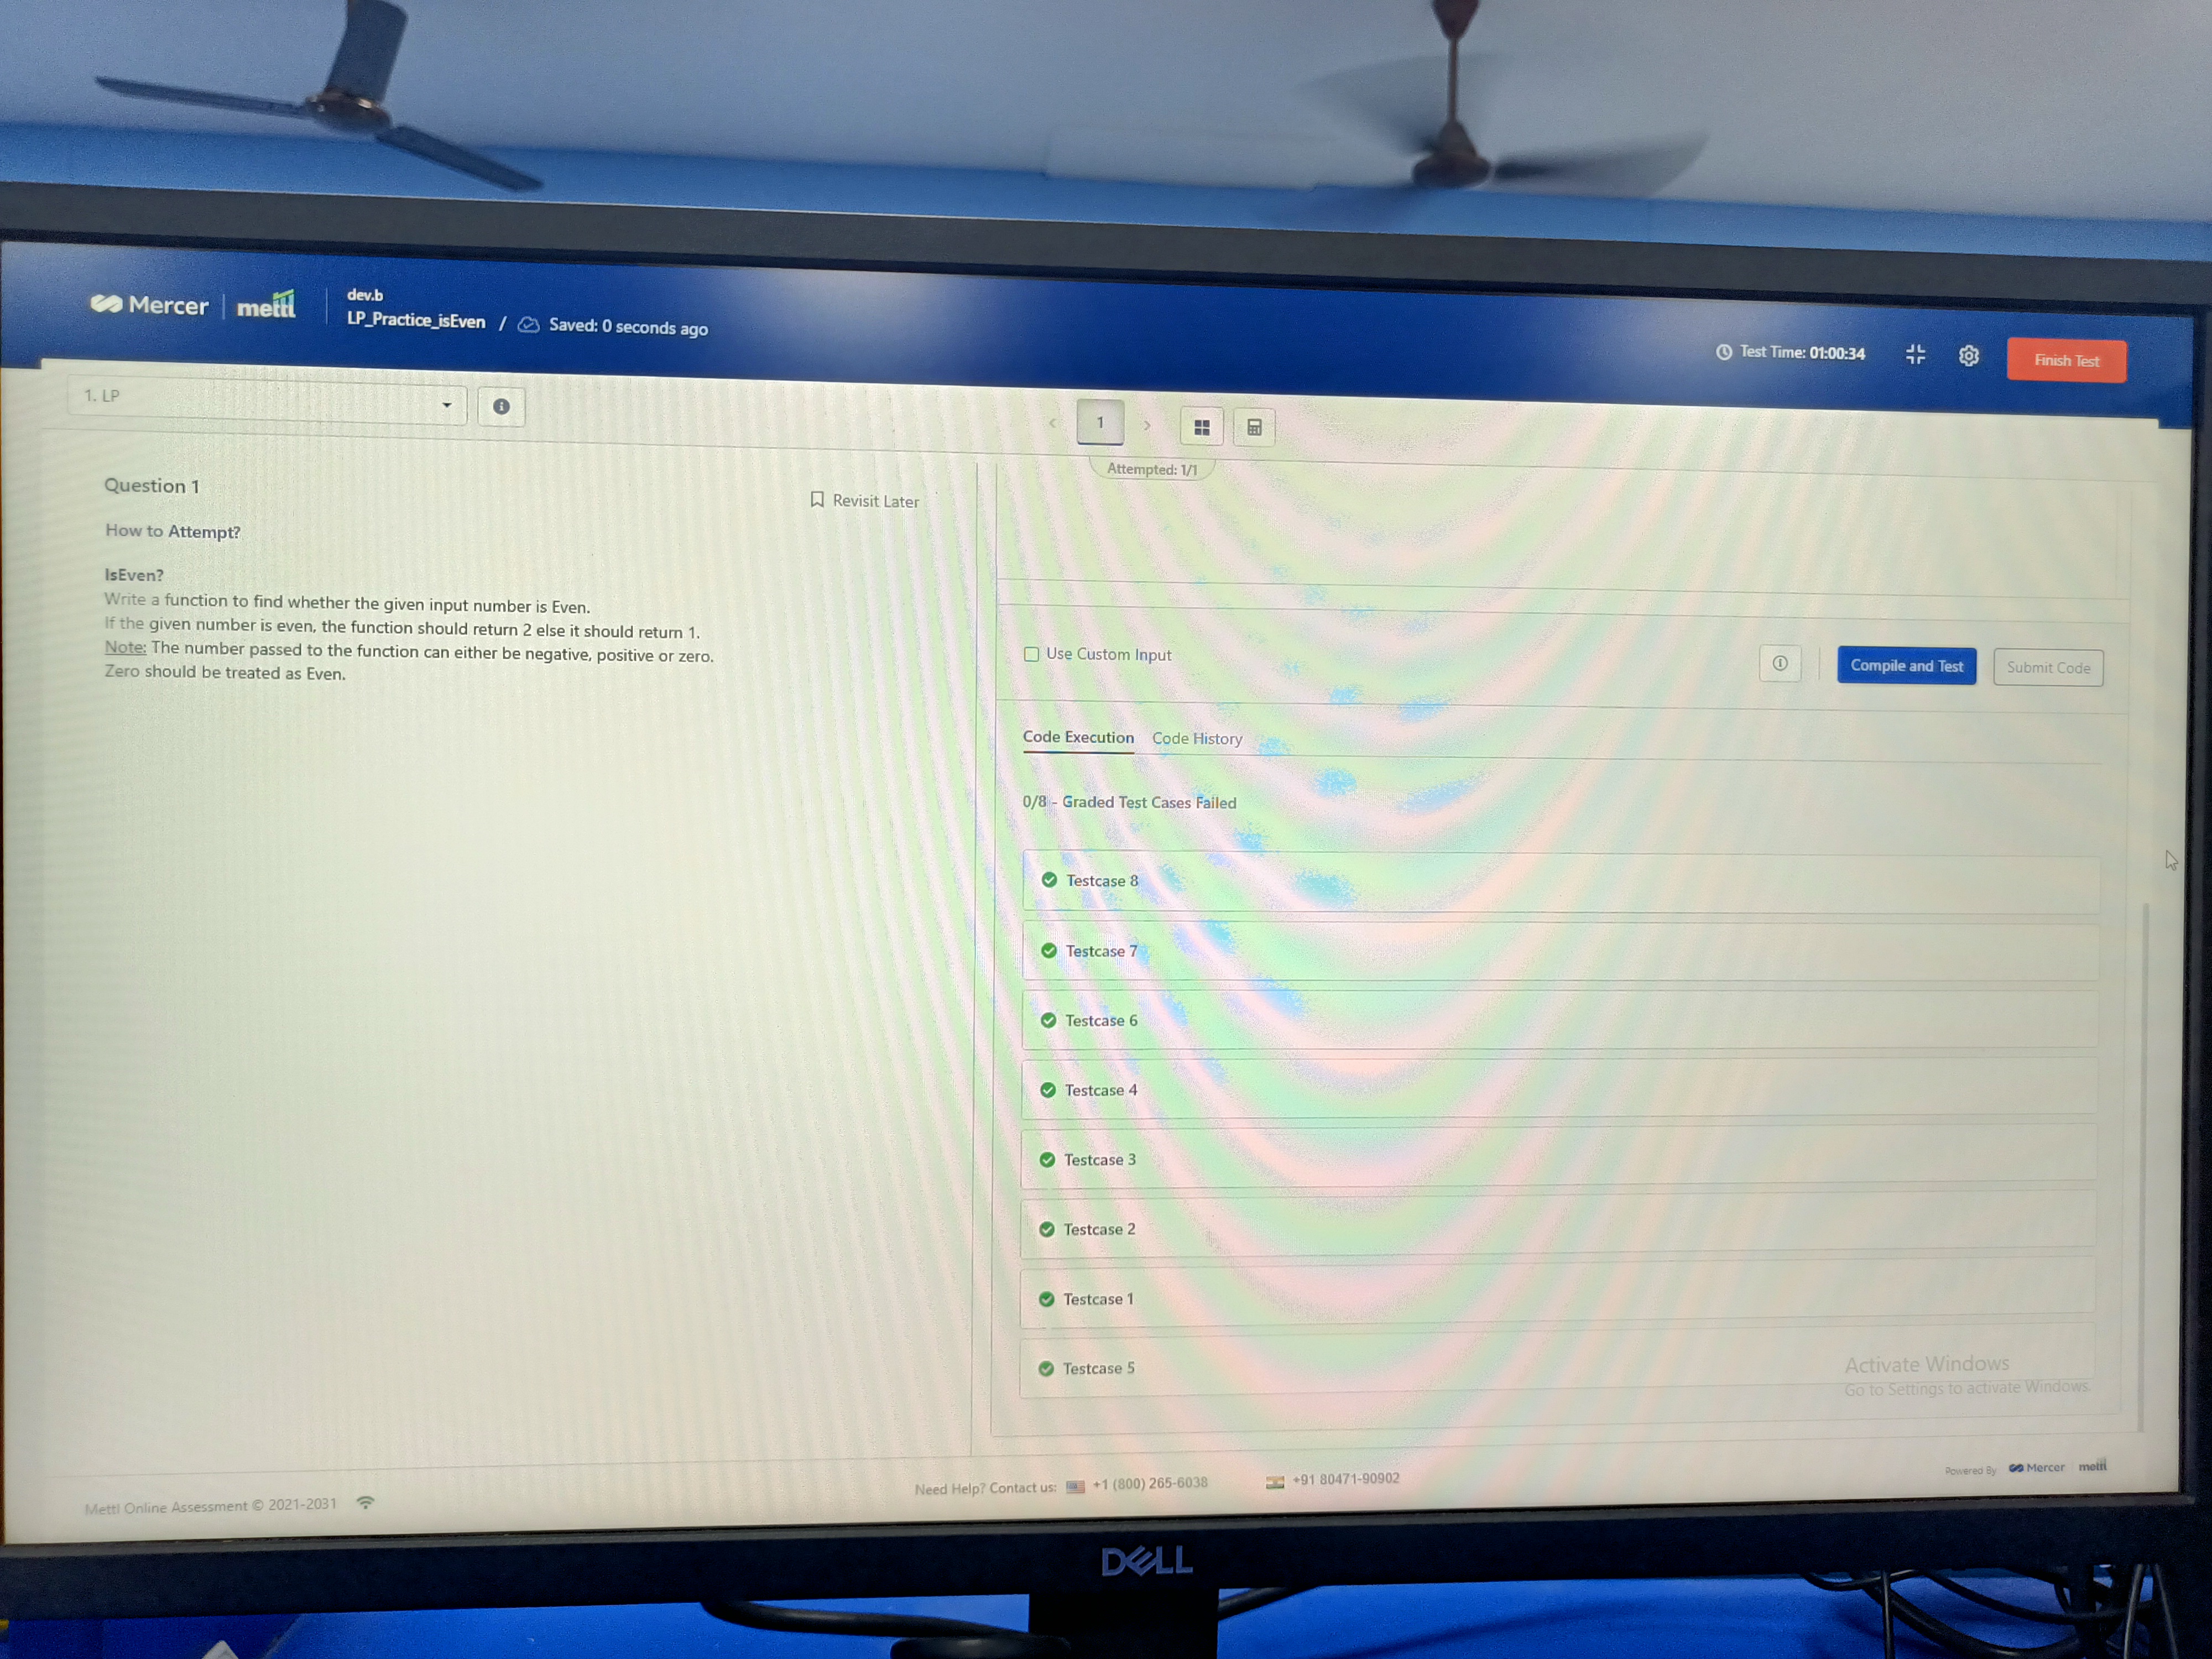 Mercer | mettl
dev.b
LP_Practice_isEven / Saved: 0 seconds ago
Test Time: 01:00:34
Finish Test
1. LP
1
Attempted: 1/1
Question 1
Revisit Later
How to Attempt?
IsEven?
Write a function to find whether the given input number is Even.
If the given number is even, the function should return 2 else it should return 1.
Note: The number passed to the function can either be negative, positive or zero.
Zero should be treated as Even.
Use Custom Input
Compile and Test
Submit Code
Code Execution
Code History
0/8 - Graded Test Cases Failed
Testcase 8
Testcase 7
Testcase 6
Testcase 4
Testcase 3
Testcase 2
Testcase 1
Testcase 5
Activate Windows
Go to Settings to activate Windows.
Mettl Online Assessment © 2021-2031
Need Help? Contact us: +1 (800) 265-6038
+91 80471-90902
Powered By Mercer | mettl
DELL